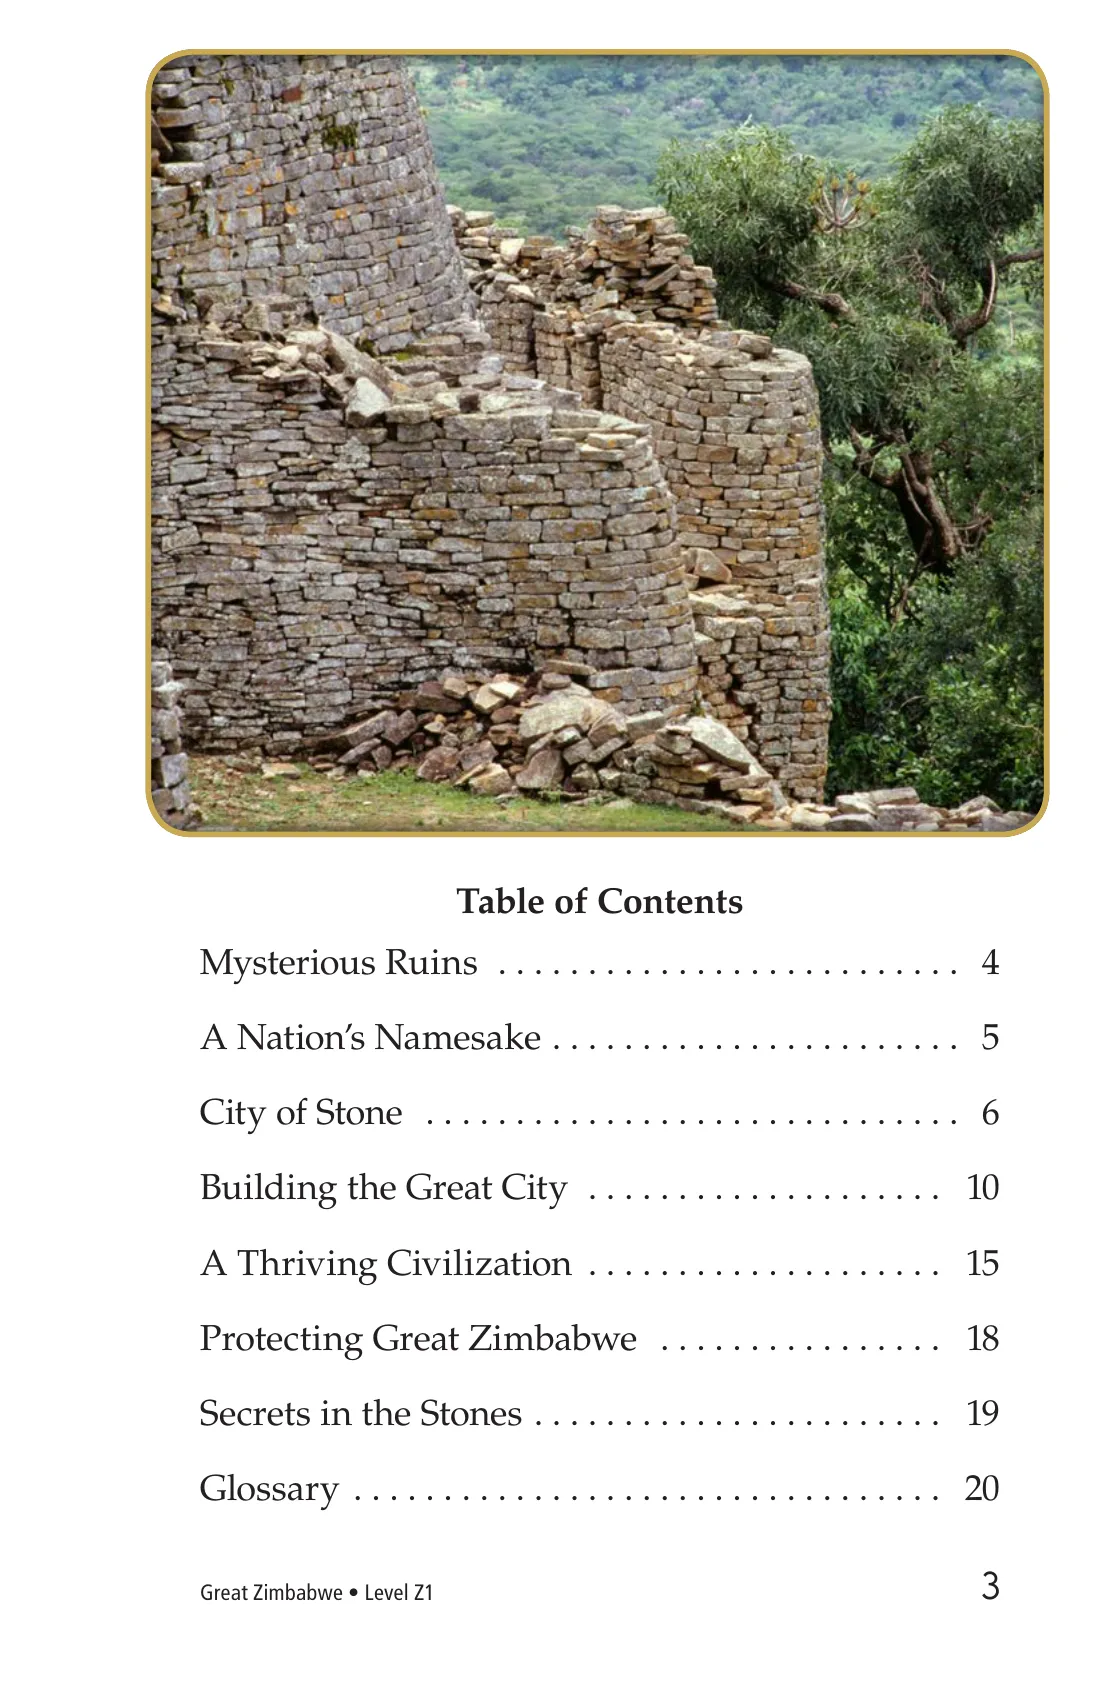 Table of Contents
Mysterious Ruins . . . . . . . . . . . . . . . . . . . . . . . . . . 4
A Nation’s Namesake . . . . . . . . . . . . . . . . . . . . . . . 5
City of Stone . . . . . . . . . . . . . . . . . . . . . . . . . . . . . . 6
Building the Great City . . . . . . . . . . . . . . . . . . . . 10
A Thriving Civilization . . . . . . . . . . . . . . . . . . . . 15
Protecting Great Zimbabwe . . . . . . . . . . . . . . . . 18
Secrets in the Stones . . . . . . . . . . . . . . . . . . . . . . . 19
Glossary . . . . . . . . . . . . . . . . . . . . . . . . . . . . . . . . . 20
Great Zimbabwe • Level Z1 3